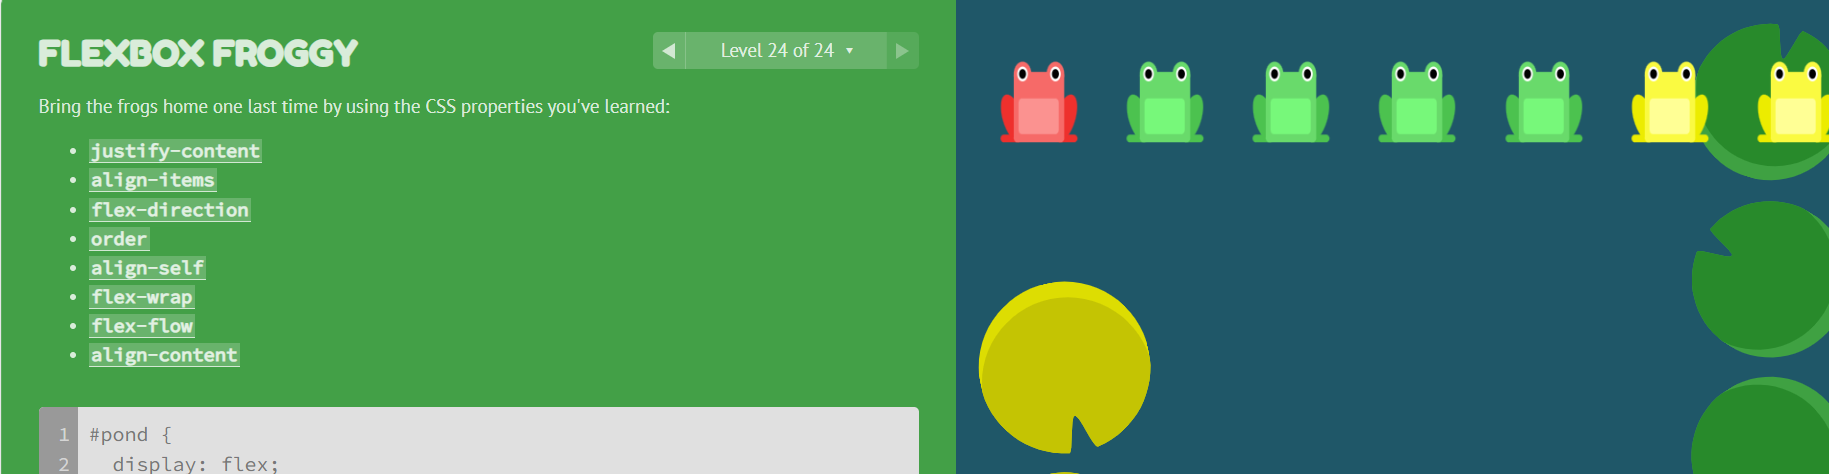 FLEXBOX FROGGY
Level 24 of 24
Bring the frogs home one last time by using the CSS properties you've learned:
justify-content
align-items
flex-direction
order
align-self
flex-wrap
flex-flow
align-content
1 #pond {
2 display: flex;